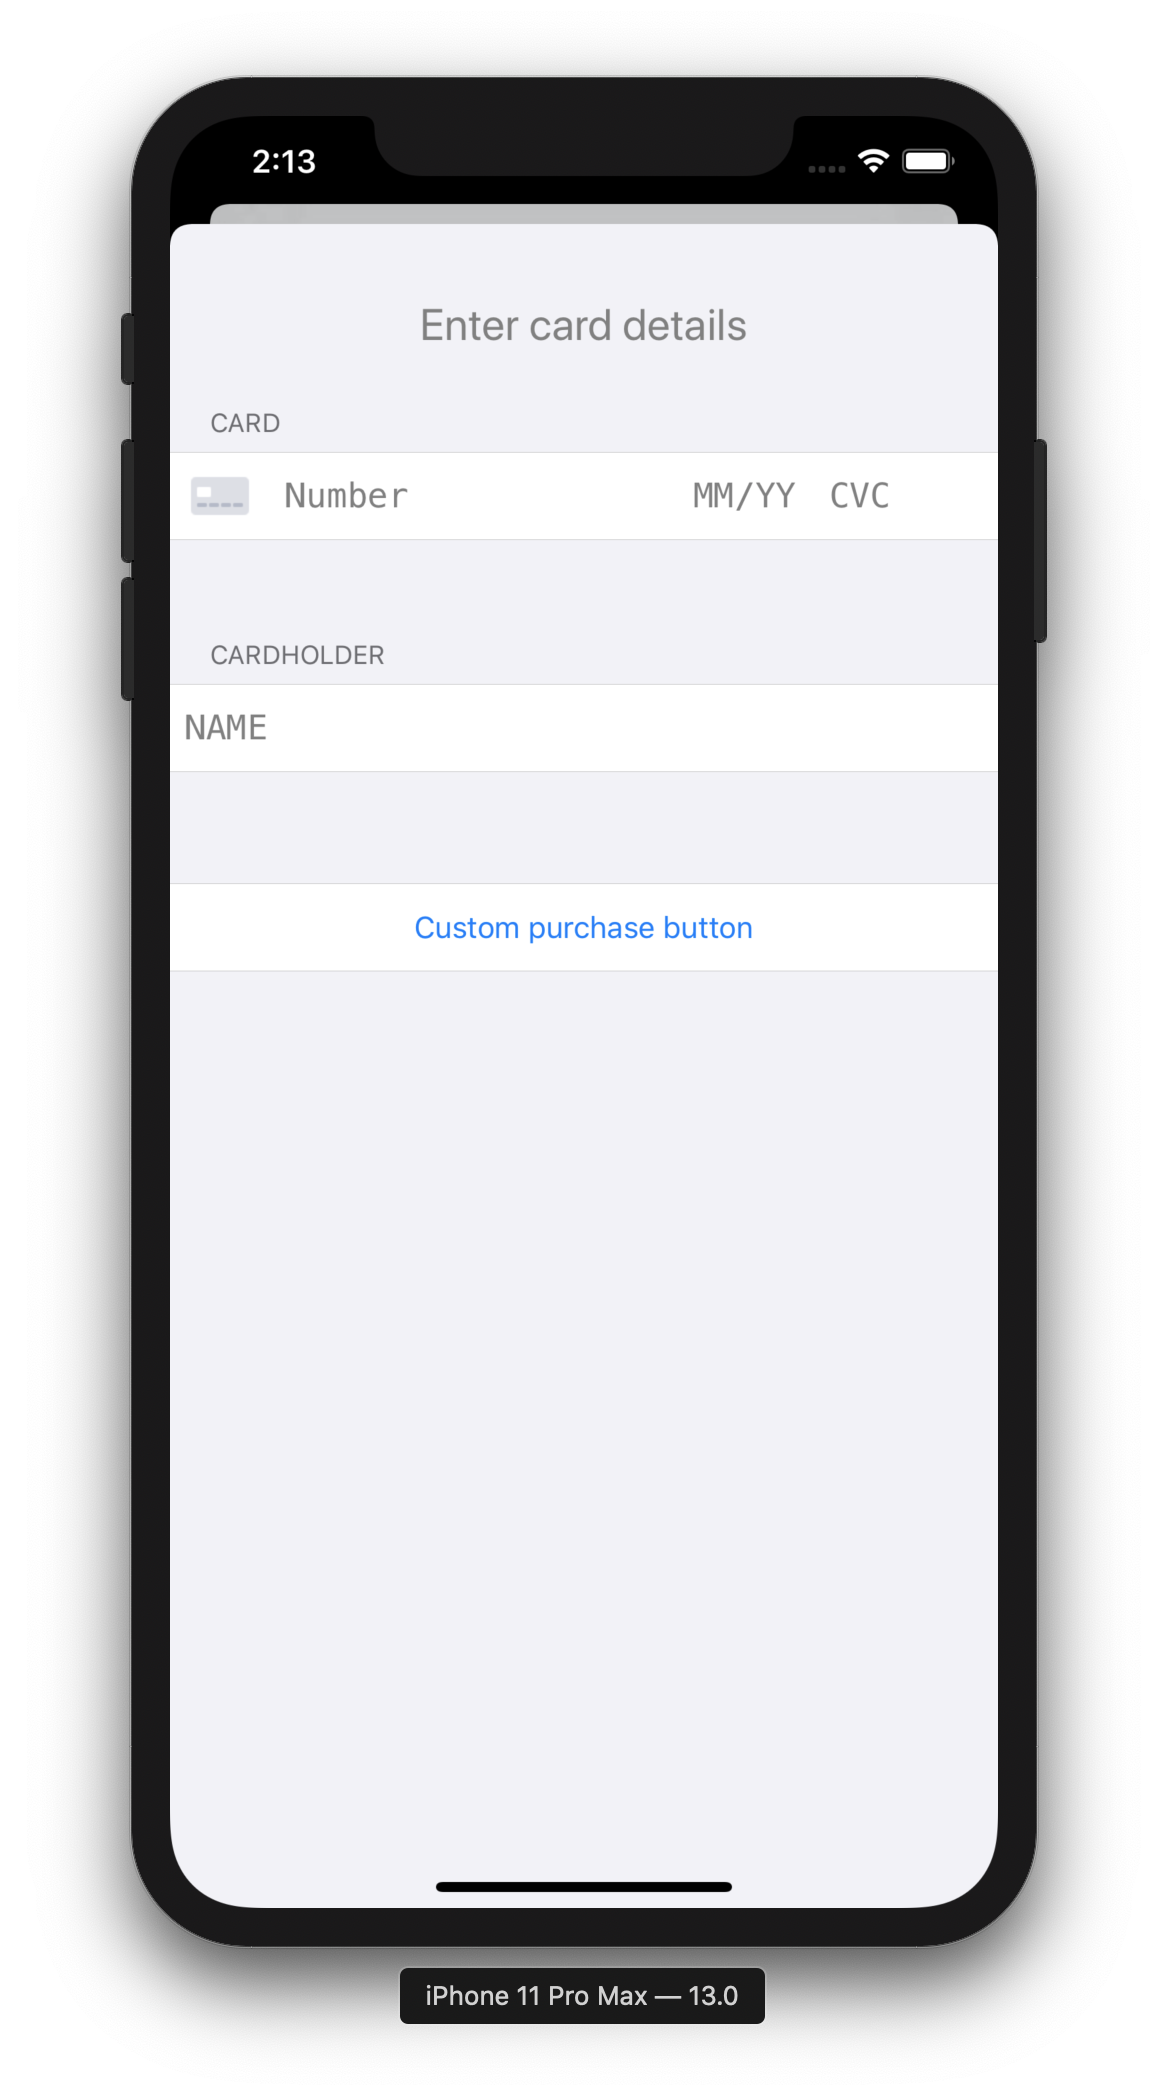 2:13
Enter card details
CARD
Number MM/YY CVC
CARDHOLDER
NAME
Custom purchase button
iPhone 11 Pro Max — 13.0